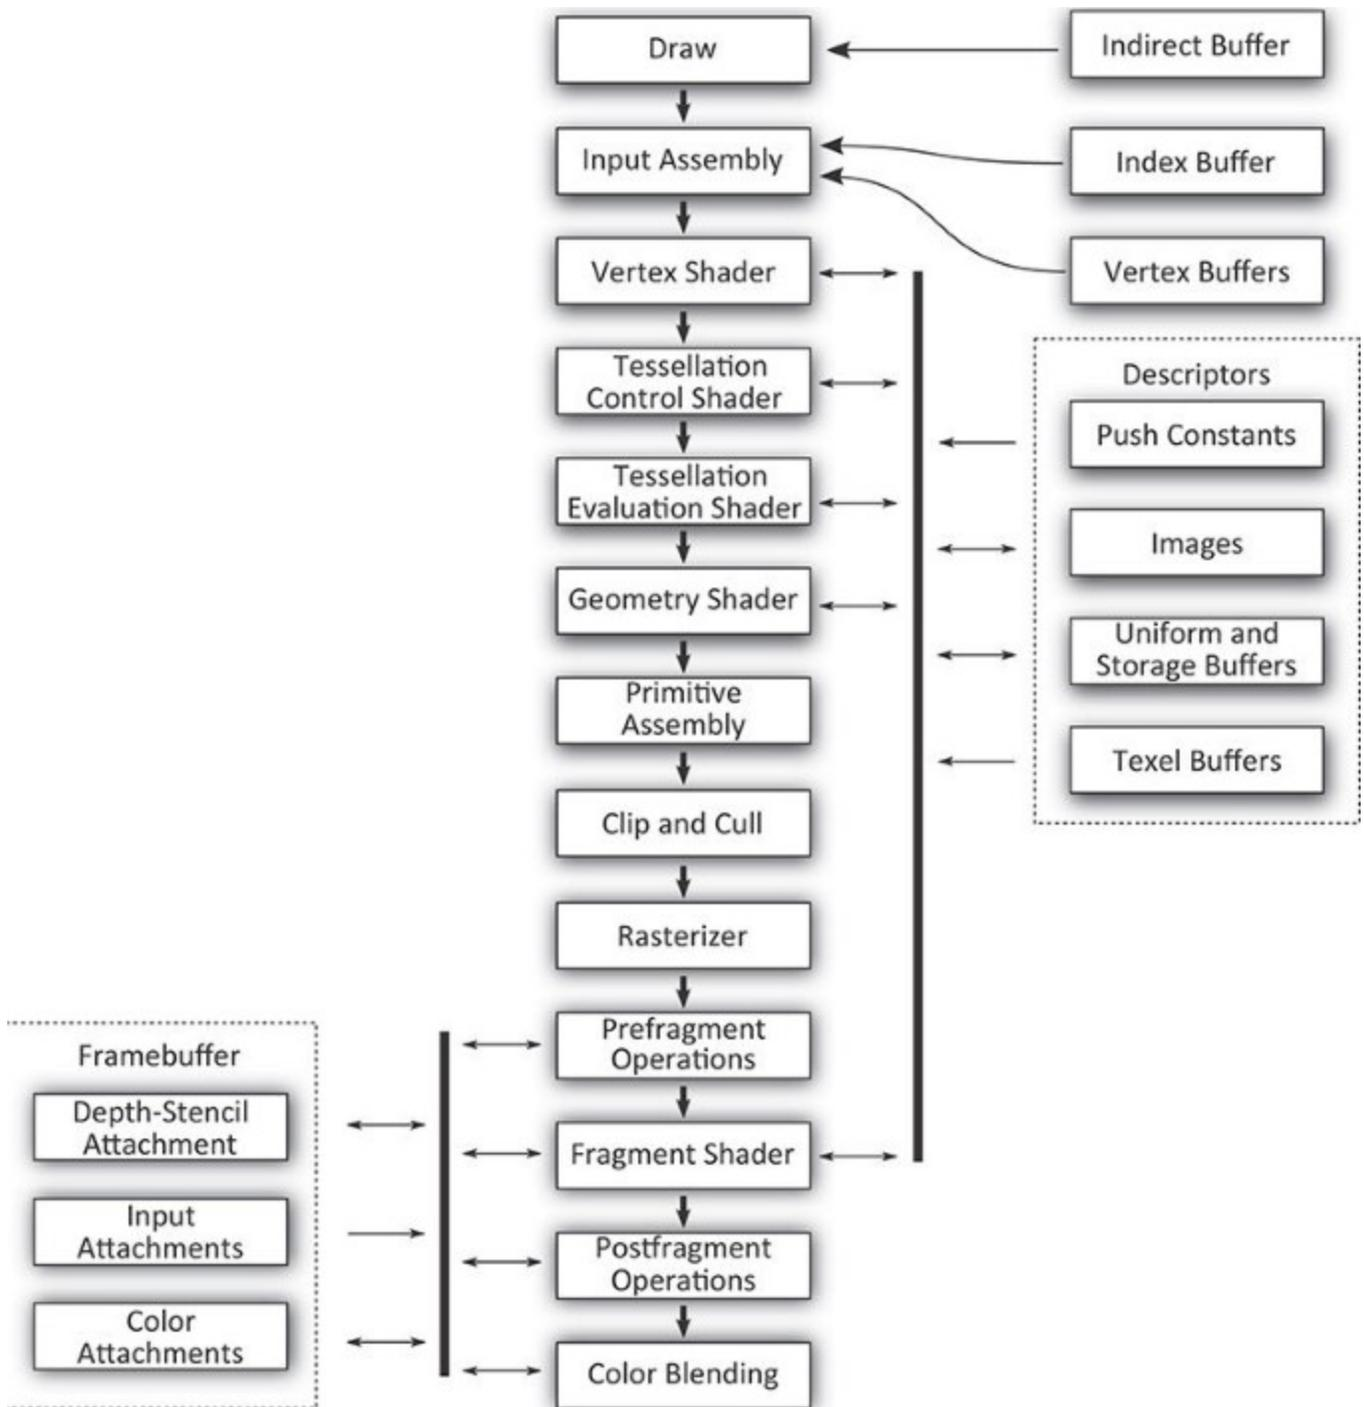 Draw
Indirect Buffer
Input Assembly
Index Buffer
Vertex Shader
Vertex Buffers
Tessellation
Control Shader
Descriptors
Push Constants
Tessellation
Evaluation Shader
Images
Geometry Shader
Uniform and
Storage Buffers
Primitive
Assembly
Texel Buffers
Clip and Cull
Rasterizer
Prefragment
Operations
Framebuffer
Depth-Stencil
Attachment
Fragment Shader
Input
Attachments
Postfragment
Operations
Color
Attachments
Color Blending